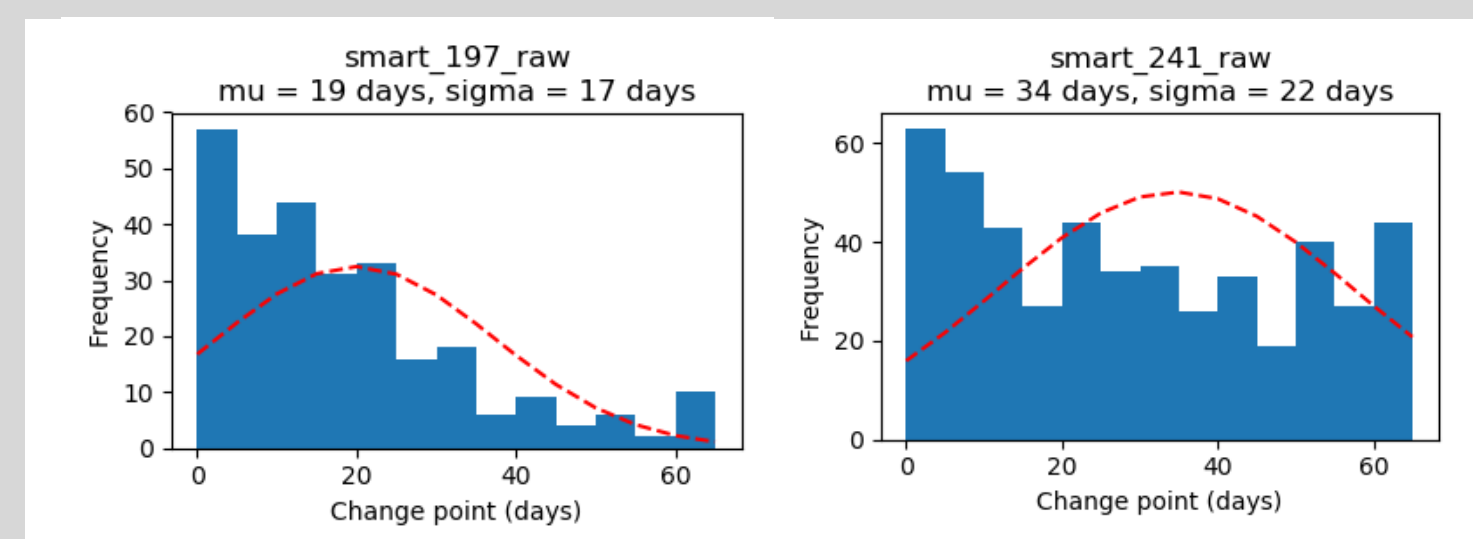 smart_197_raw
mu = 19 days, sigma = 17 days
60
50
40
30
20
10
0
Frequency
0 20 40 60
Change point (days)
smart_241_raw
mu = 34 days, sigma = 22 days
60
40
20
0
Frequency
0 20 40 60
Change point (days)